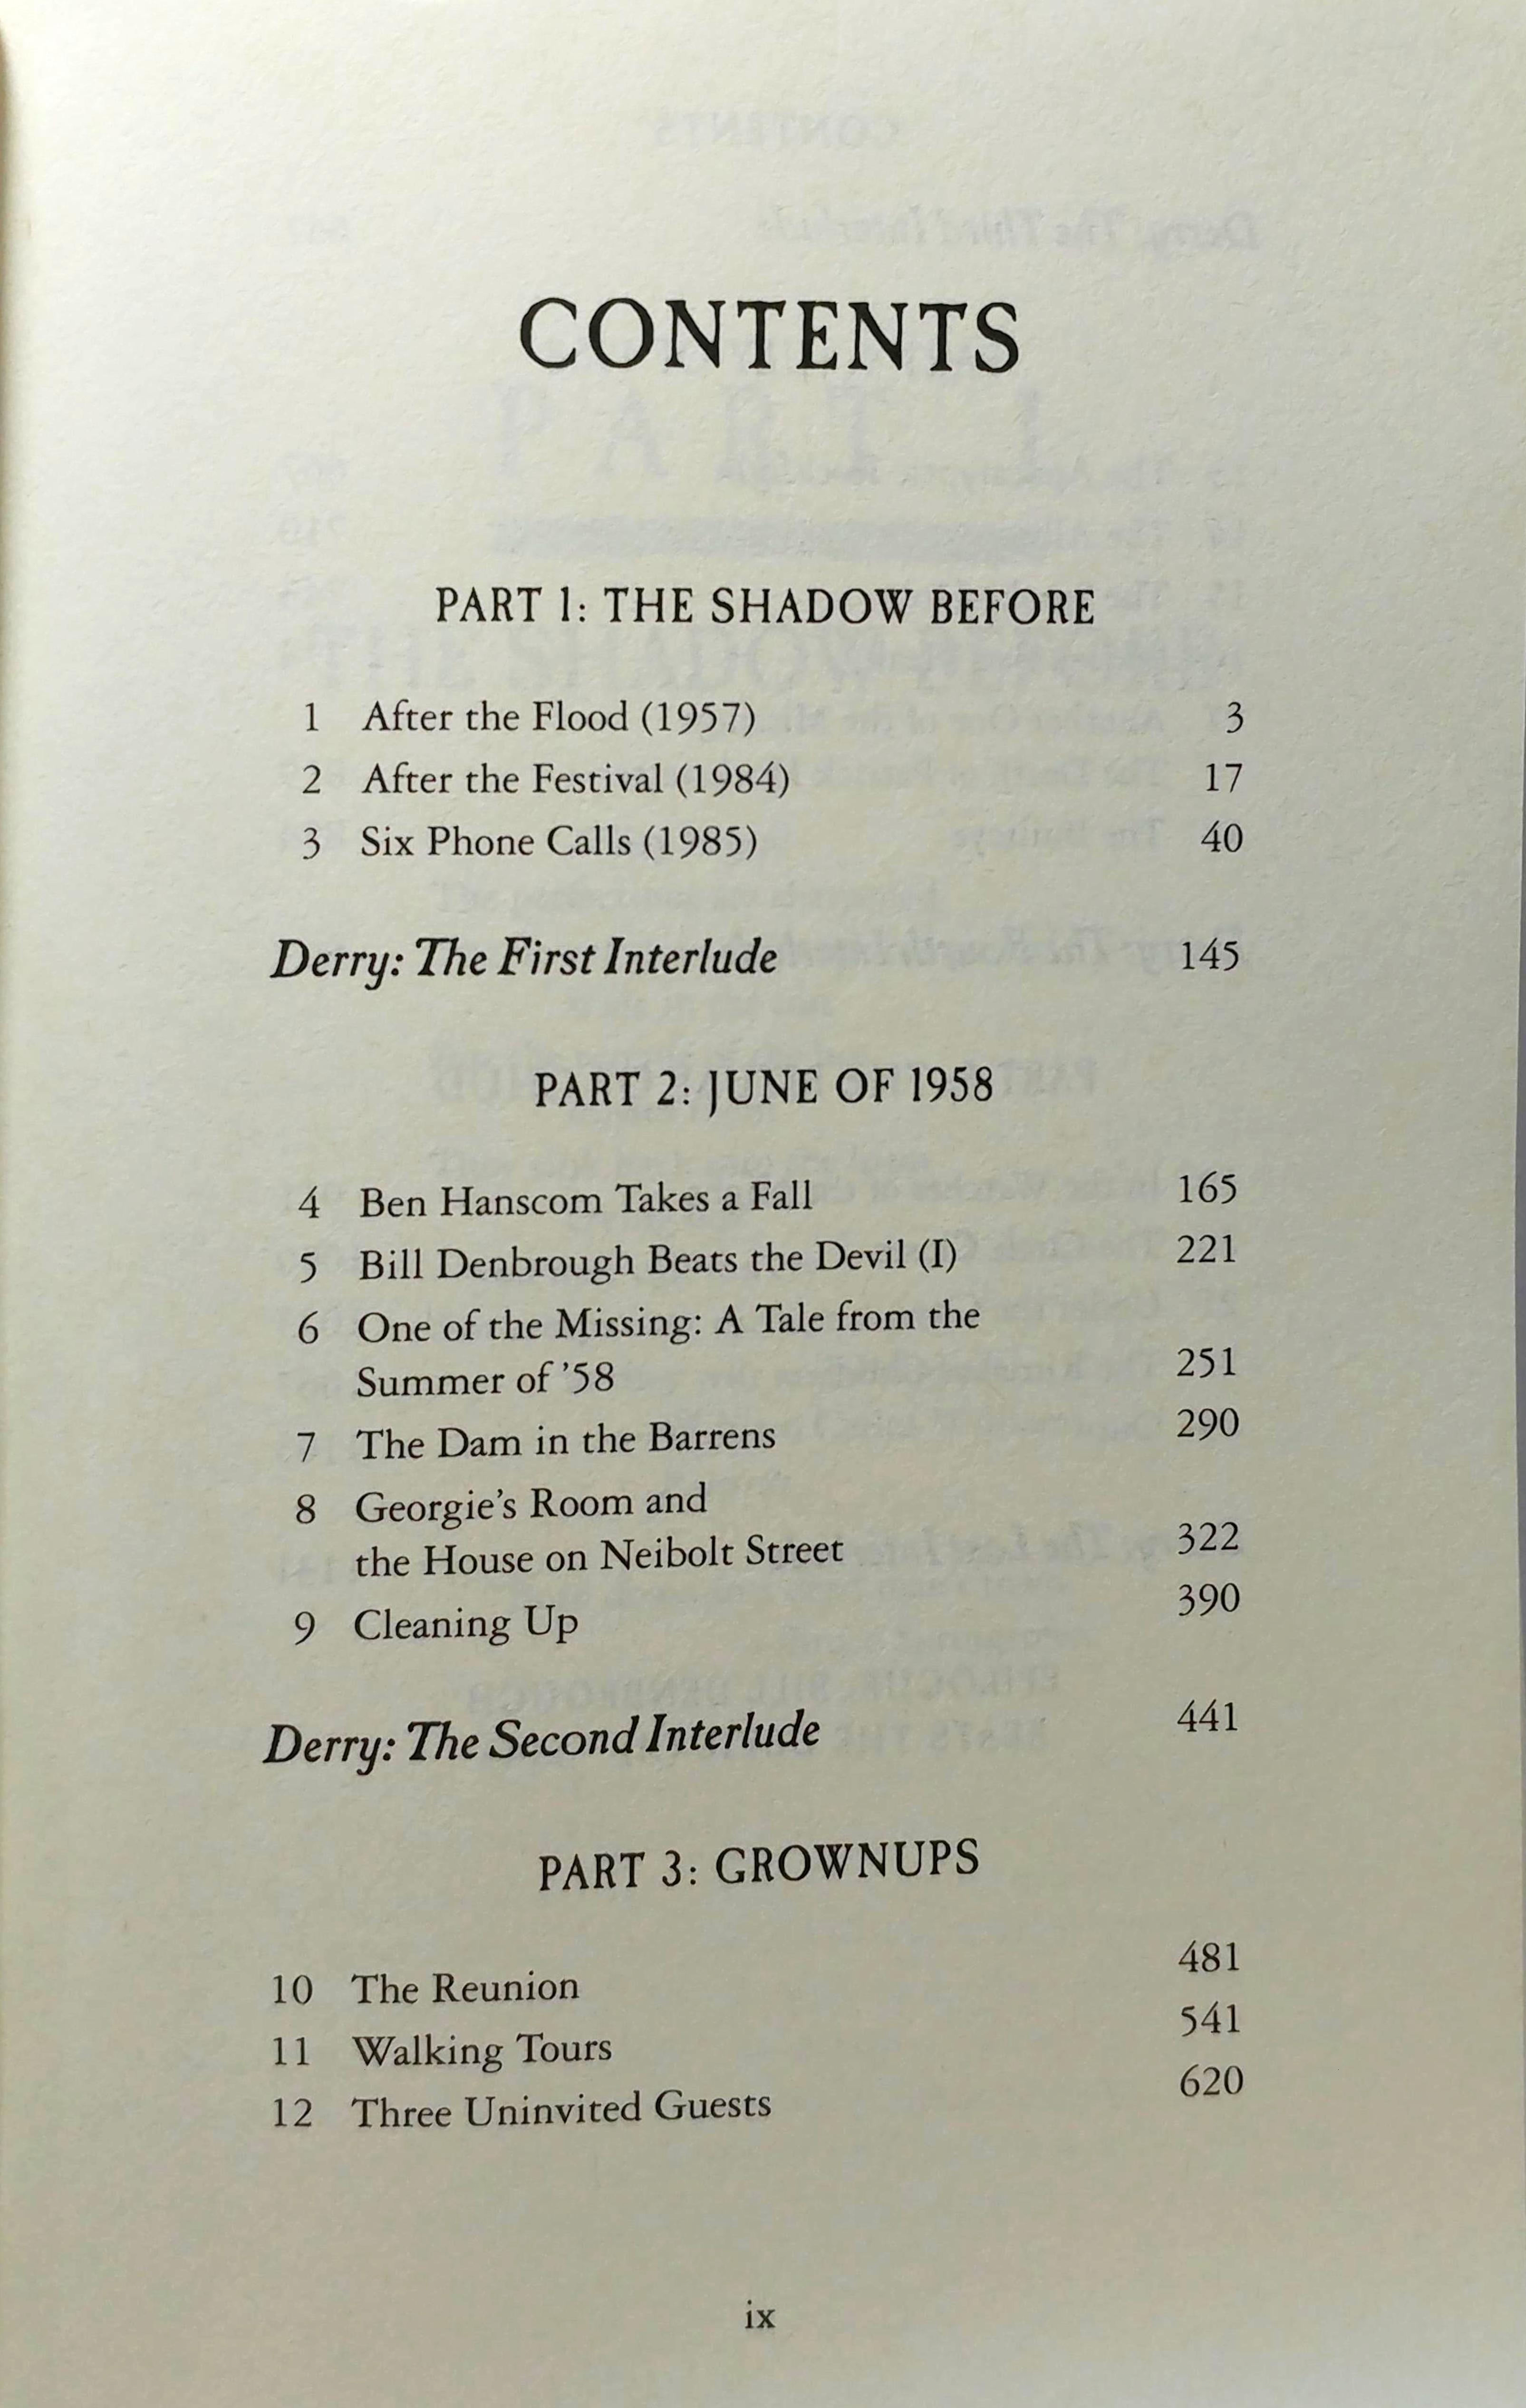 CONTENTS
PART 1: THE SHADOW BEFORE
1 After the Flood (1957) 3
2 After the Festival (1984) 17
3 Six Phone Calls (1985) 40
Derry: The First Interlude 145
PART 2: JUNE OF 1958
4 Ben Hanscom Takes a Fall 165
5 Bill Denbrough Beats the Devil (I) 221
6 One of the Missing: A Tale from the
Summer of ’58 251
7 The Dam in the Barrens 290
8 Georgie’s Room and
the House on Neibolt Street 322
9 Cleaning Up 390
Derry: The Second Interlude 441
PART 3: GROWNUPS
10 The Reunion 481
11 Walking Tours 541
12 Three Uninvited Guests 620
ix